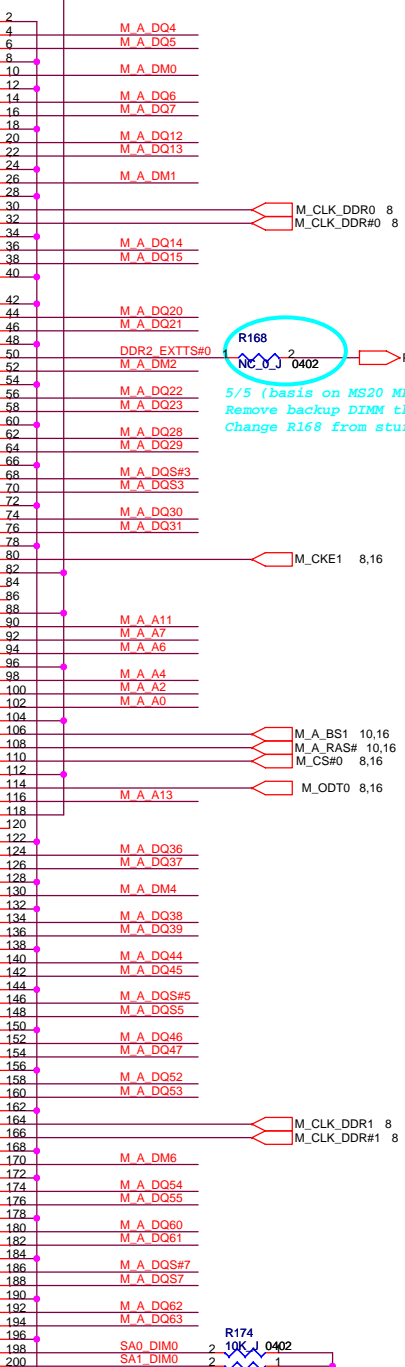 2
4 M_A_DQ4
6 M_A_DQ5
8
10 M_A_DM0
12
14 M_A_DQ6
16 M_A_DQ7
18
20 M_A_DQ12
22 M_A_DQ13
24
26 M_A_DM1
28
30 M_CLK_DDR0 8
32 M_CLK_DDR#0 8
34
36 M_A_DQ14
38 M_A_DQ15
40
42
44 M_A_DQ20
46 M_A_DQ21
48 R168
50 DDR2_EXTTS#0 1 2
52 M_A_DM2 NC_0_J 0402
54
5/5 (basis on MS20
56 M_A_DQ22
58 M_A_DQ23
Remove backup DIMM
60
Change R168 from
62 M_A_DQ28
64 M_A_DQ29
66
68 M_A_DQS#3
70 M_A_DQS3
72
74 M_A_DQ30
76 M_A_DQ31
78
80 M_CKE1 8,16
82
84
86
88
90 M_A_A11
92 M_A_A7
94 M_A_A6
96
98 M_A_A4
100 M_A_A2
102 M_A_A0
104
106 M_A_BS1 10,16
108 M_A_RAS# 10,16
110 M_CS#0 8,16
112
114 M_ODT0 8,16
116 M_A_A13
118
120
122
124 M_A_DQ36
126 M_A_DQ37
128
130 M_A_DM4
132
134 M_A_DQ38
136 M_A_DQ39
138
140 M_A_DQ44
142 M_A_DQ45
144
146 M_A_DQS#5
148 M_A_DQS5
150
152 M_A_DQ46
154 M_A_DQ47
156
158 M_A_DQ52
160 M_A_DQ53
162
164 M_CLK_DDR1 8
166 M_CLK_DDR#1 8
168
170 M_A_DM6
172
174 M_A_DQ54
176 M_A_DQ55
178
180 M_A_DQ60
182 M_A_DQ61
184
186 M_A_DQS#7
188 M_A_DQS7
190
192 M_A_DQ62
194 M_A_DQ63
196 R174
10K_J 0402
198 SA0_DIM0 2 1
200 SA1_DIM0 2 1